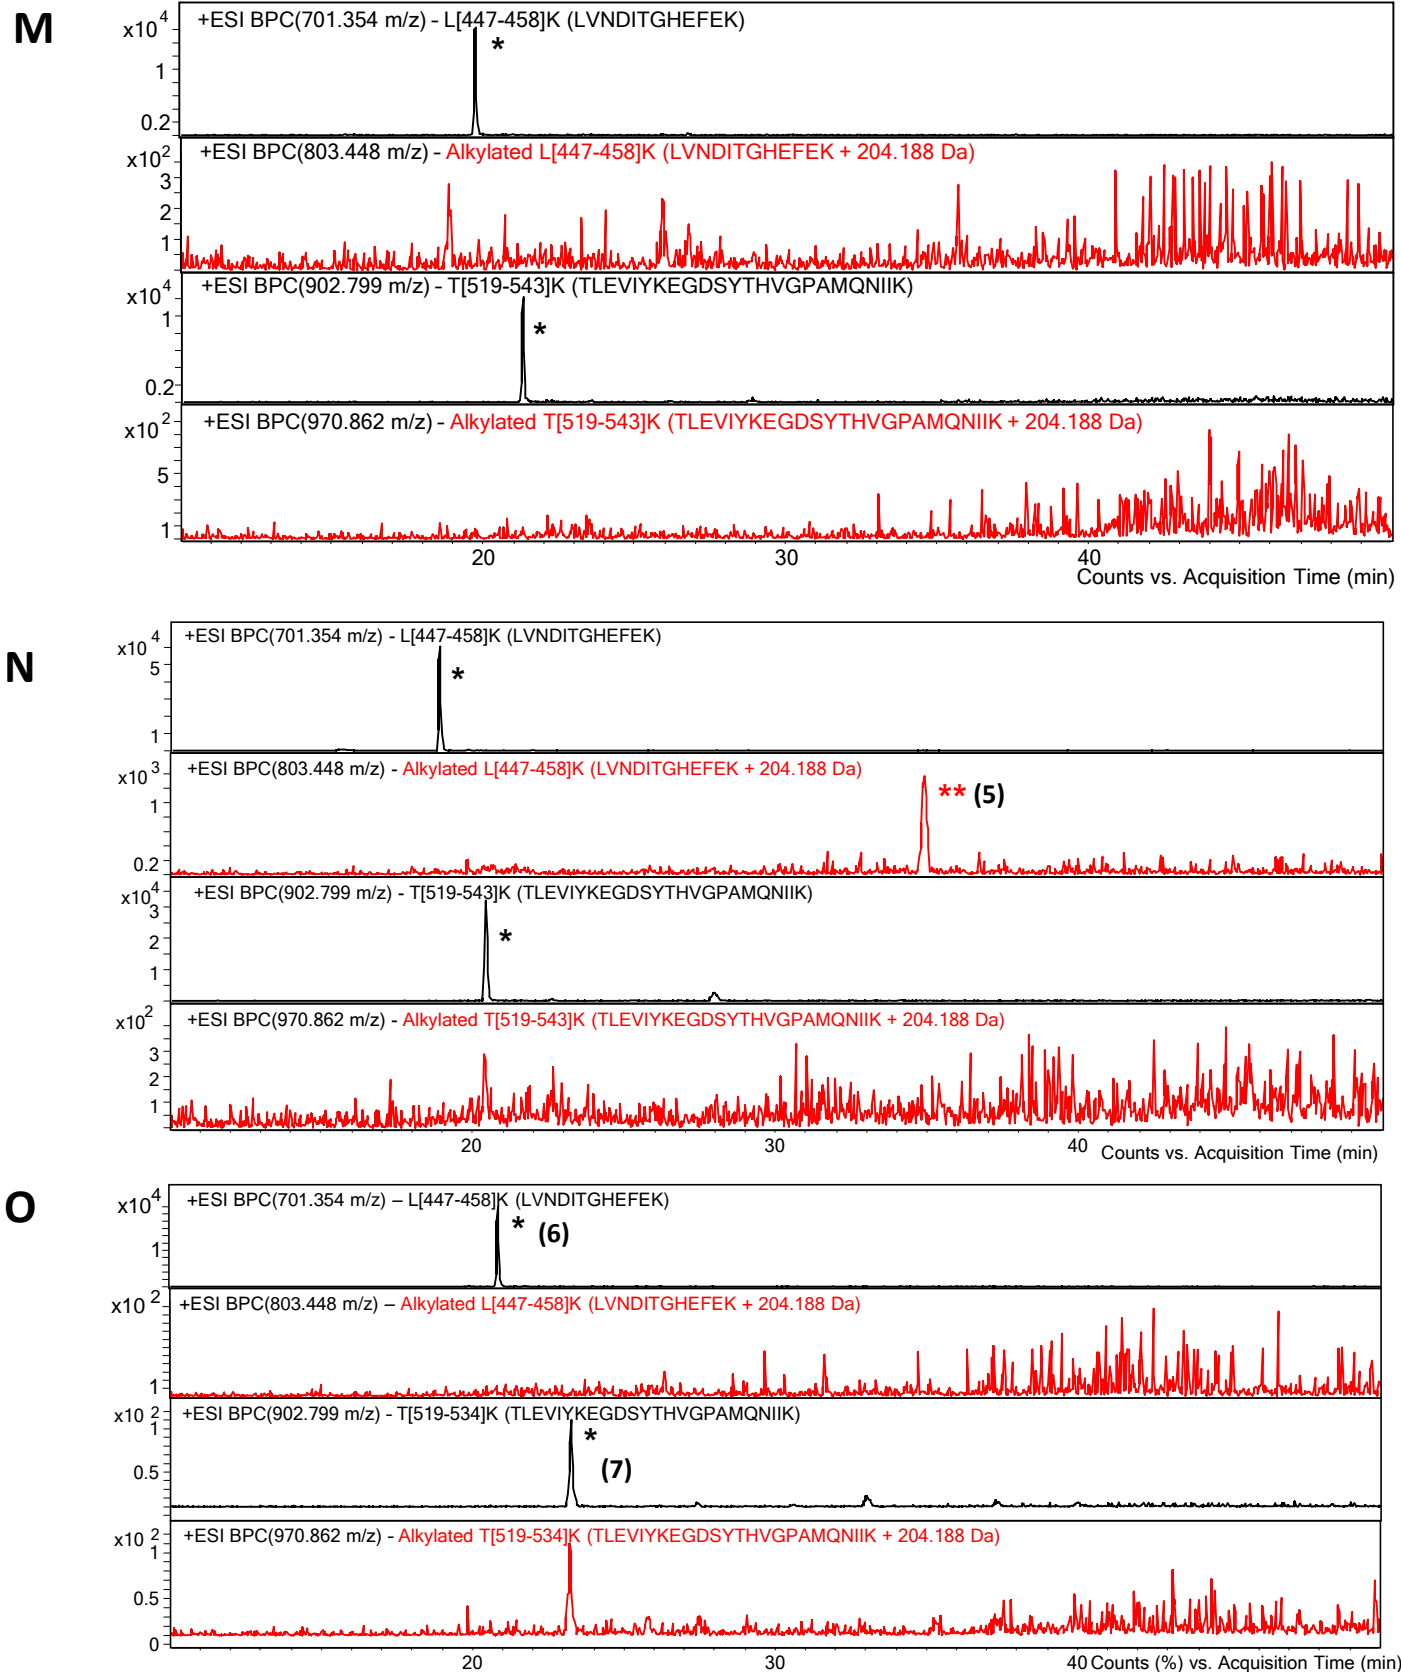 M
+ESI BPC(701.354 m/z) - L[447-458]K (LVNDITGHEFEK)
x10 4
1
0.2
*
+ESI BPC(803.448 m/z) - Alkylated L[447-458]K (LVNDITGHEFEK + 204.188 Da)
x10 2
3
2
1
+ESI BPC(902.799 m/z) - T[519-543]K (TLEVIYKEGDSYTHVGPAMQNIIK)
x10 4
1
0.2
*
+ESI BPC(970.862 m/z) - Alkylated T[519-543]K (TLEVIYKEGDSYTHVGPAMQNIIK + 204.188 Da)
x10 2
5
1
20 30 40
Counts vs. Acquisition Time (min)
N
+ESI BPC(701.354 m/z) - L[447-458]K (LVNDITGHEFEK)
x10 4
5
1
*
+ESI BPC(803.448 m/z) - Alkylated L[447-458]K (LVNDITGHEFEK + 204.188 Da)
x10 3
1
0.2
** (5)
+ESI BPC(902.799 m/z) - T[519-543]K (TLEVIYKEGDSYTHVGPAMQNIIK)
x10 4
3
2
1
*
+ESI BPC(970.862 m/z) - Alkylated T[519-543]K (TLEVIYKEGDSYTHVGPAMQNIIK + 204.188 Da)
x10 2
3
2
1
20 30 40 Counts vs. Acquisition Time (min)
O
+ESI BPC(701.354 m/z) – L[447-458]K (LVNDITGHEFEK)
x10 4
1
* (6)
+ESI BPC(803.448 m/z) – Alkylated L[447-458]K (LVNDITGHEFEK + 204.188 Da)
x10 2
1
+ESI BPC(902.799 m/z) - T[519-534]K (TLEVIYKEGDSYTHVGPAMQNIIK)
x10 2
1
0.5
*
(7)
+ESI BPC(970.862 m/z) - Alkylated T[519-534]K (TLEVIYKEGDSYTHVGPAMQNIIK + 204.188 Da)
x10 2
1
0.5
0
20 30 40 Counts (%) vs. Acquisition Time (min)